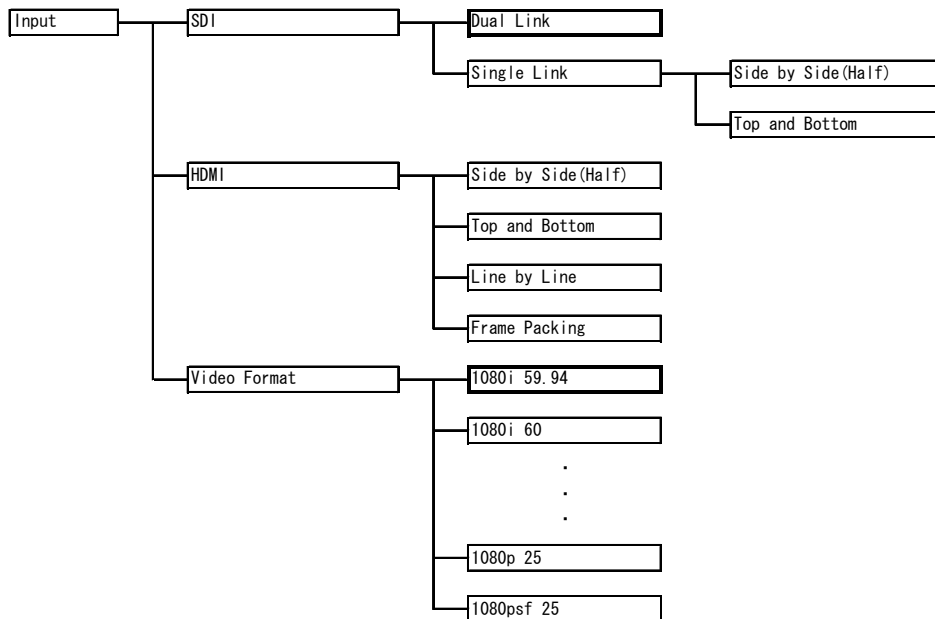 Input
SDI
Dual Link
Single Link
Side by Side(Half)
Top and Bottom
HDMI
Side by Side(Half)
Top and Bottom
Line by Line
Frame Packing
Video Format
1080i 59.94
1080i 60
.
.
.
1080p 25
1080psf 25